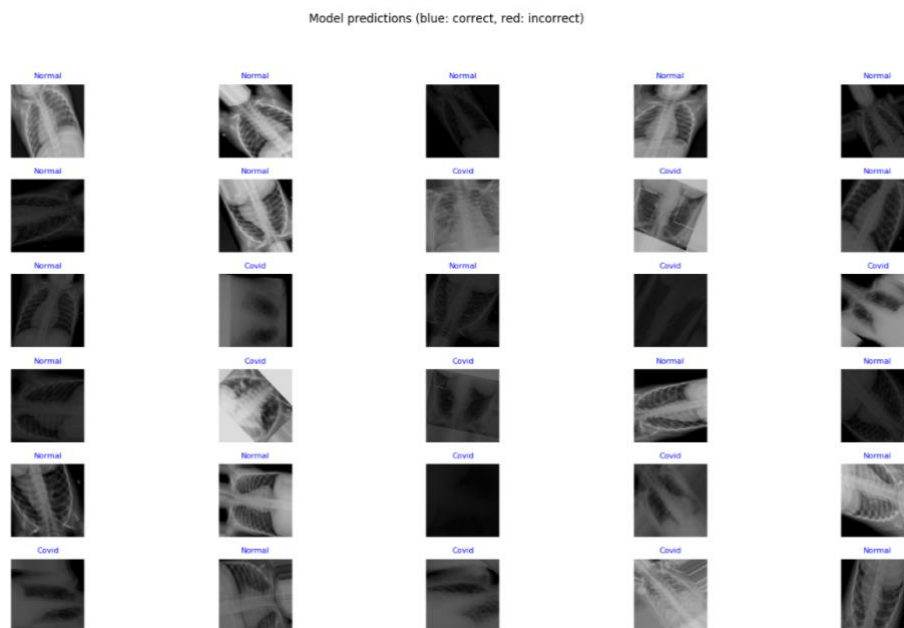 Model predictions (blue: correct, red: incorrect)
Normal Normal Normal Normal
Normal Normal Covid Covid Normal
Normal Covid Normal Covid Covid
Normal Covid Covid Normal Normal
Normal Normal Covid Covid Normal
Covid Normal Covid Covid Normal